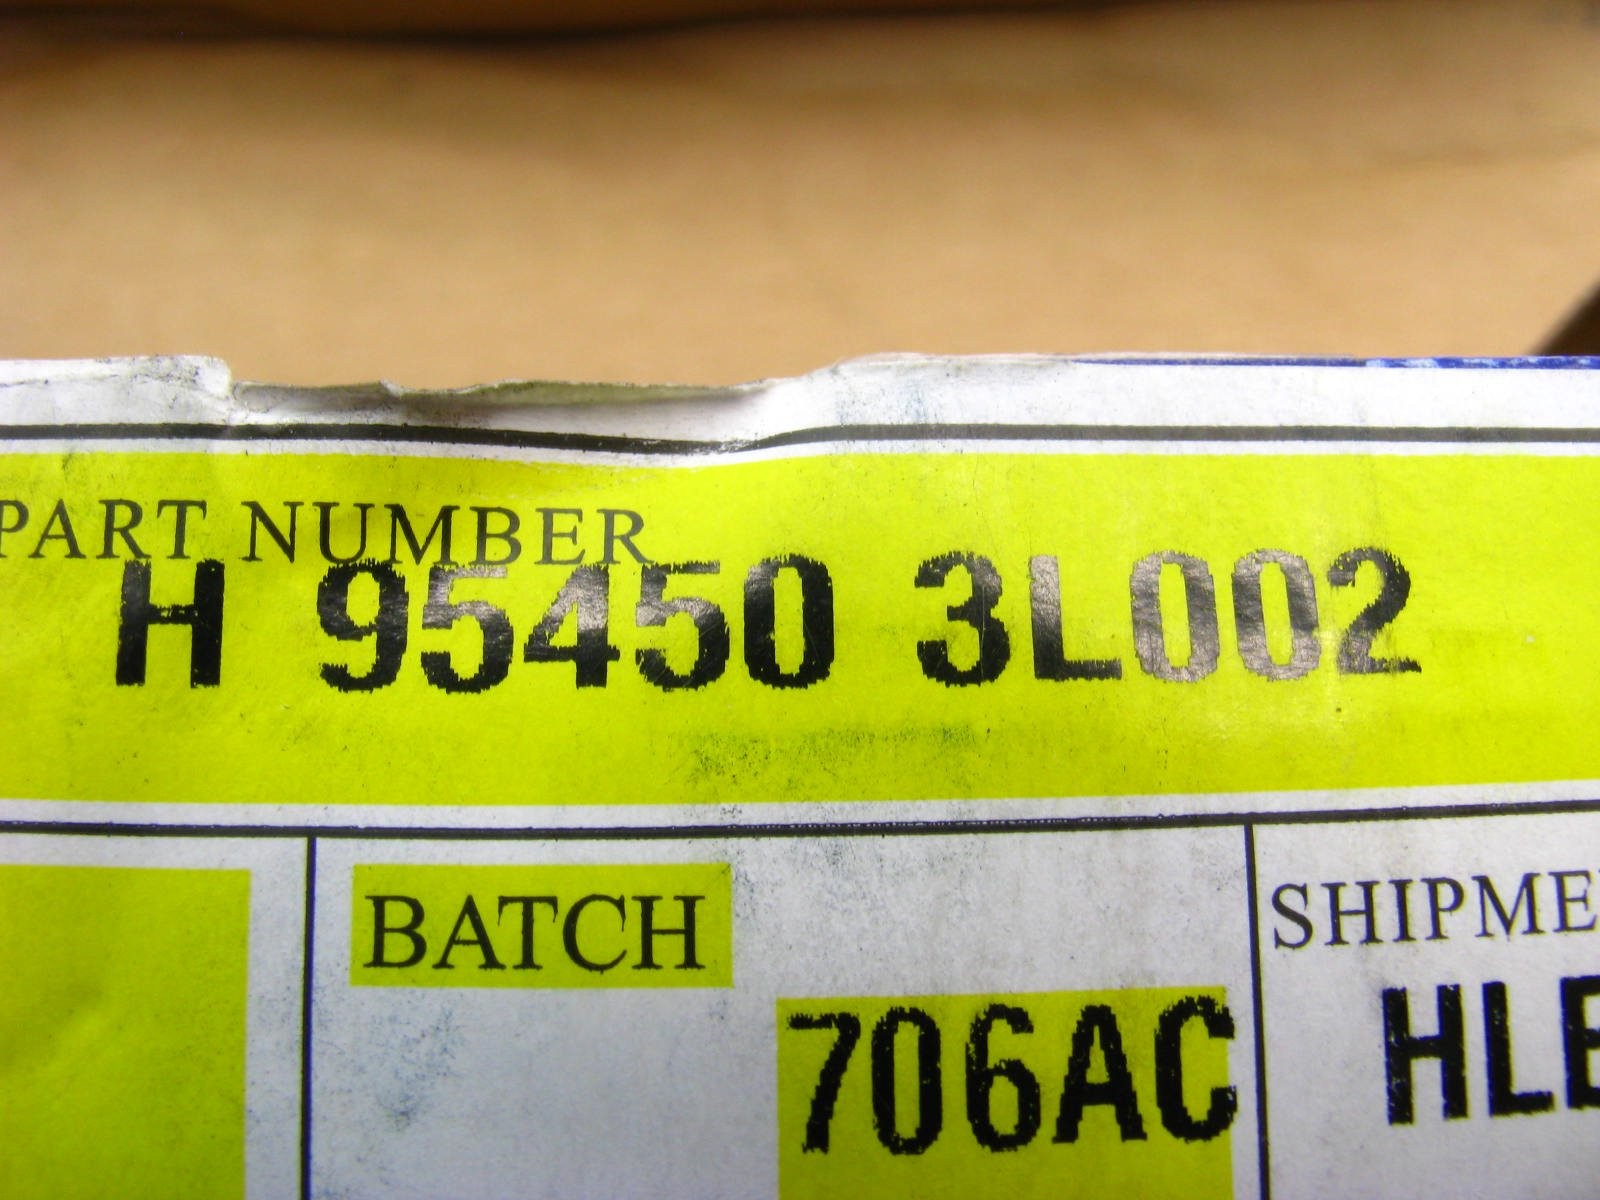 PART NUMBER
H 95450 3L002
BATCH
706AC
SHIPME
HLE